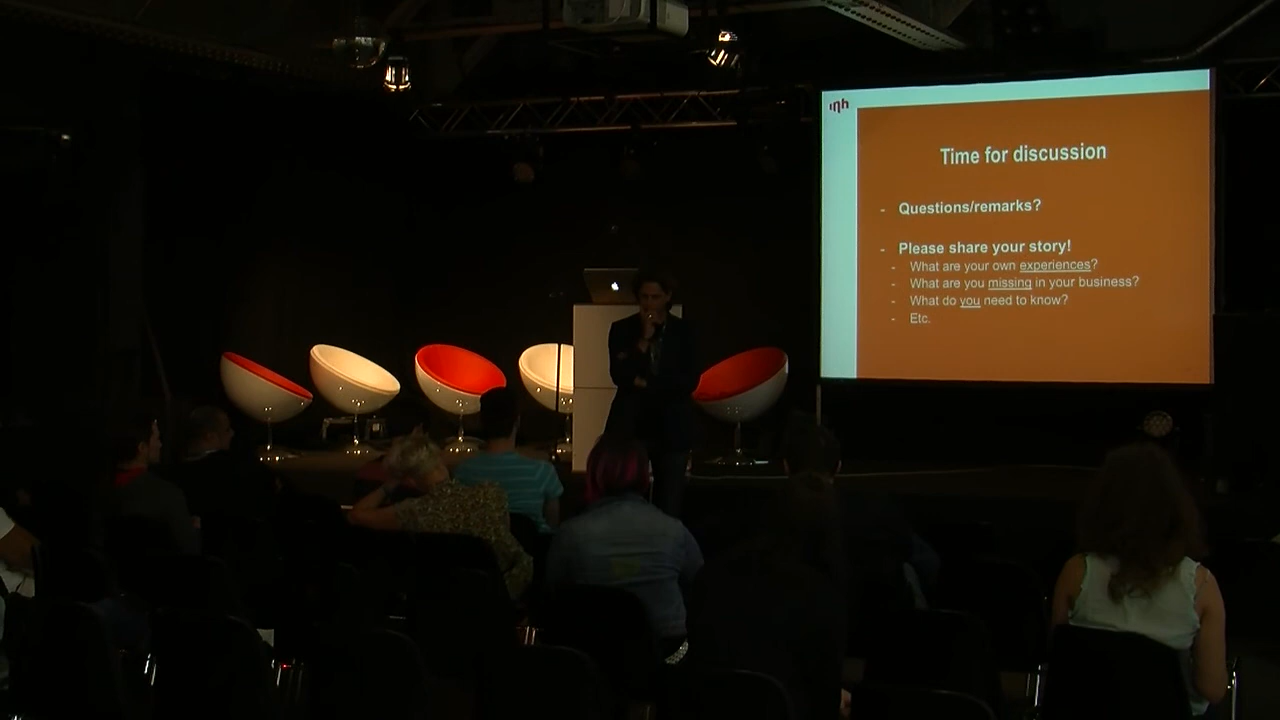 Time for discussion
- Questions/remarks?
- Please share your story!
- What are your own experiences?
- What are you missing in your business?
- What do you need to know?
- Etc.